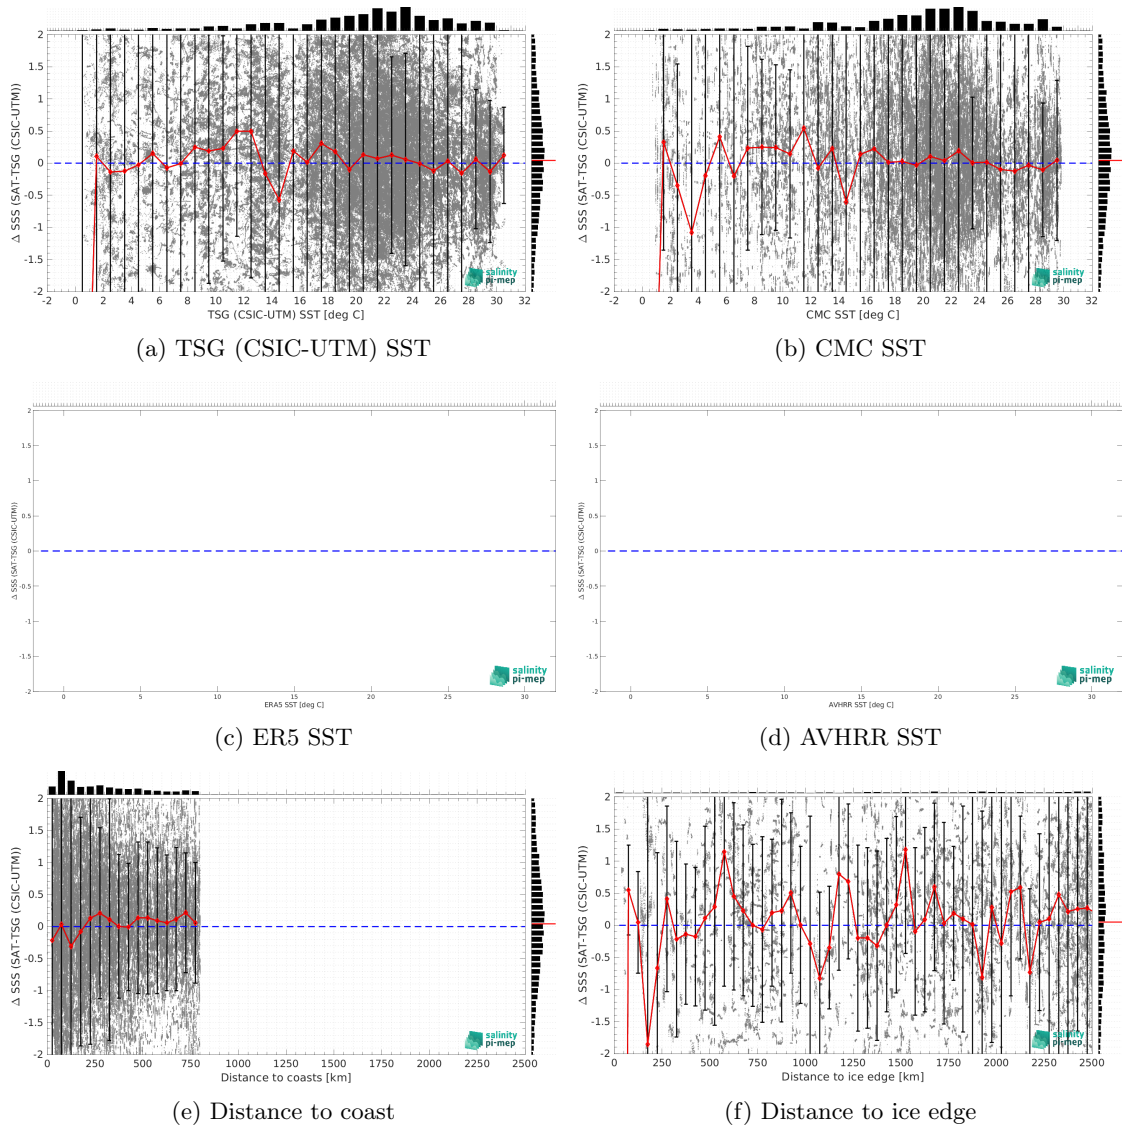 2
1.5
1
0.5
0
-0.5
-1
-1.5
-2
Δ SSS (SAT-TSG (CSIC-UTM))
-2 0 2 4 6 8 10 12 14 16 18 20 22 24 26 28 30 32
TSG (CSIC-UTM) SST [deg C]
salinity
pi-mep
(a) TSG (CSIC-UTM) SST
2
1.5
1
0.5
0
-0.5
-1
-1.5
-2
Δ SSS (SAT-TSG (CSIC-UTM))
-2 0 2 4 6 8 10 12 14 16 18 20 22 24 26 28 30 32
CMC SST [deg C]
salinity
pi-mep
(b) CMC SST
2
1.5
1
0.5
0
-0.5
-1
-1.5
-2
Δ SSS (SAT-TSG (CSIC-UTM))
0 5 10 15 20 25 30
ERA5 SST [deg C]
salinity
pi-mep
(c) ER5 SST
2
1.5
1
0.5
0
-0.5
-1
-1.5
-2
Δ SSS (SAT-TSG (CSIC-UTM))
0 5 10 15 20 25 30
AVHRR SST [deg C]
salinity
pi-mep
(d) AVHRR SST
2
1.5
1
0.5
0
-0.5
-1
-1.5
-2
Δ SSS (SAT-TSG (CSIC-UTM))
0 250 500 750 1000 1250 1500 1750 2000 2250 2500
Distance to coasts [km]
salinity
pi-mep
(e) Distance to coast
2
1.5
1
0.5
0
-0.5
-1
-1.5
-2
Δ SSS (SAT-TSG (CSIC-UTM))
0 250 500 750 1000 1250 1500 1750 2000 2250 2500
Distance to ice edge [km]
salinity
pi-mep
(f) Distance to ice edge